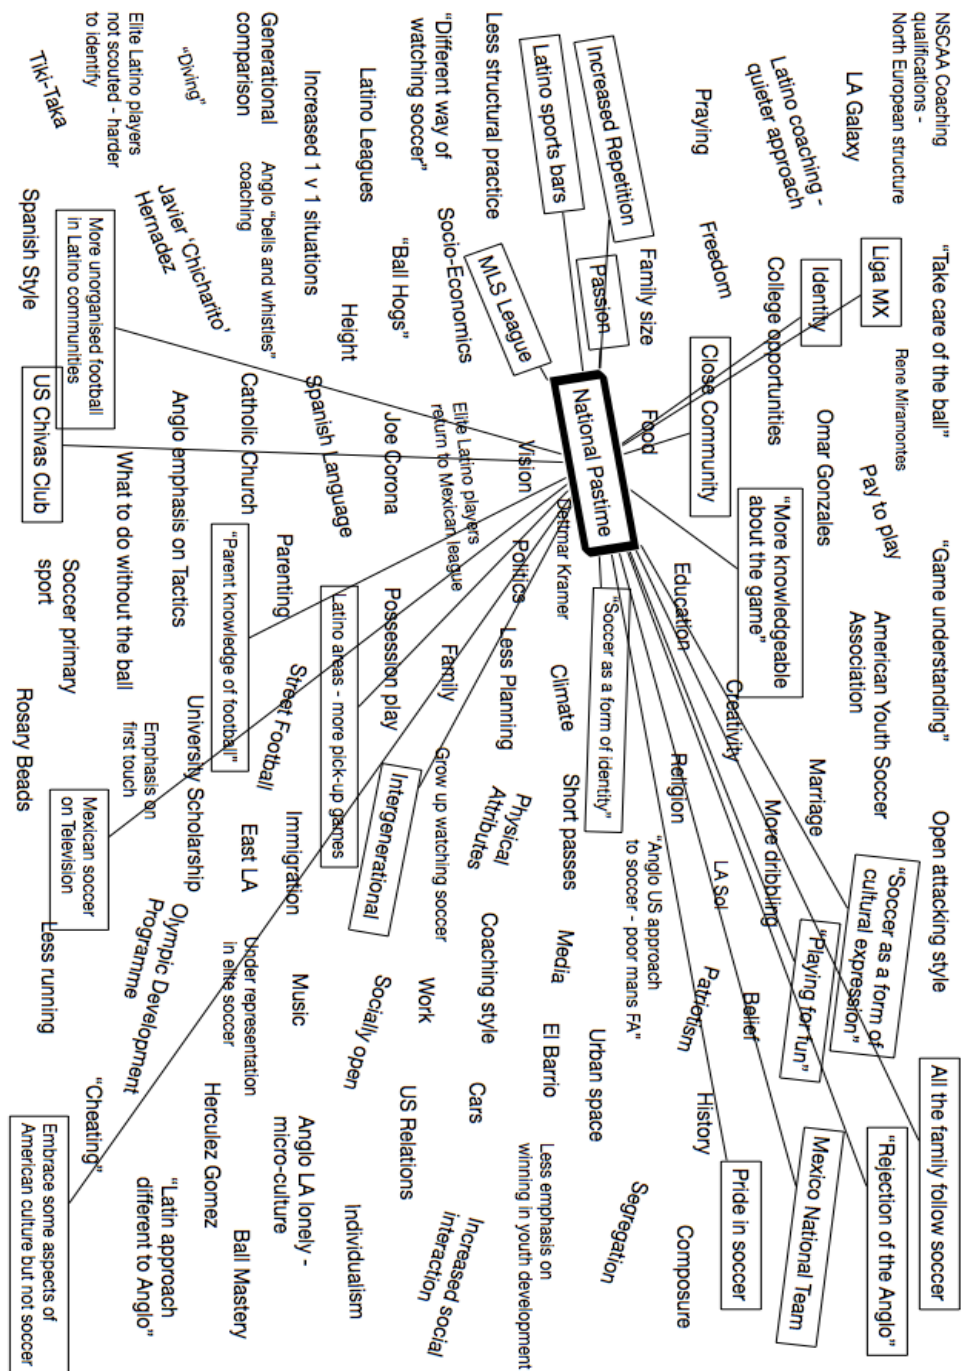 NSCAA Coaching
qualifications -
North European structure
"Take care of the ball"
"Game understanding"
Open attacking style
All the family follow soccer
LA Galaxy
Liga MX
Rene Miramontes
Pay to play
American Youth Soccer
Association
"Soccer as a form of
cultural expression"
"Rejection of the Anglo"
Latino coaching -
quieter approach
Identity
College opportunities
Omar Gonzales
"More knowledgeable
about the game"
Marriage
"Playing for fun"
Mexico National Team
Praying
Freedom
Close Community
Creativity
More dribbling
LA Sol
Belief
Pride in soccer
Increased Repetition
Family size
Food
Education
Religion
Patriotism
History
Composure
Latino sports bars
Passion
National Pastime
"Soccer as a form of identity"
"Anglo US approach
to soccer - poor mans FA"
Urban space
Segregation
Less structural practice
MLS League
Vision
Dettmar Kramer
Climate
Short passes
Media
El Barrio
Less emphasis on
winning in youth development
"Different way of
watching soccer"
Socio-Economics
Elite Latino players
return to Mexican league
Politics
Less Planning
Physical
Attributes
Coaching style
Cars
Increased social
interaction
Latino Leagues
"Ball Hogs"
Joe Corona
Possession play
Family
Grow up watching soccer
Intergenerational
Work
US Relations
Increased 1 v 1 situations
Height
Spanish Language
Latino areas - more pick-up games
Socially open
Individualism
Generational
comparison
Anglo "bells and whistles"
coaching
Catholic Church
Parenting
Street Football
Immigration
Music
Anglo LA lonely -
micro-culture
"Diving"
Javier 'Chicharito'
Hernadez
Anglo emphasis on Tactics
"Parent knowledge of football"
University Scholarship
East LA
Under representation
in elite soccer
Herculez Gomez
Ball Mastery
Elite Latino players
not scouted - harder
to identify
More unorganised football
in Latino communities
What to do without the ball
Emphasis on
first touch
Olympic Development
Programme
"Latin approach
different to Anglo"
Tiki-Taka
Spanish Style
US Chivas Club
Soccer primary
sport
Rosary Beads
Mexican soccer
on Television
Less running
"Cheating"
Embrace some aspects of
American culture but not soccer